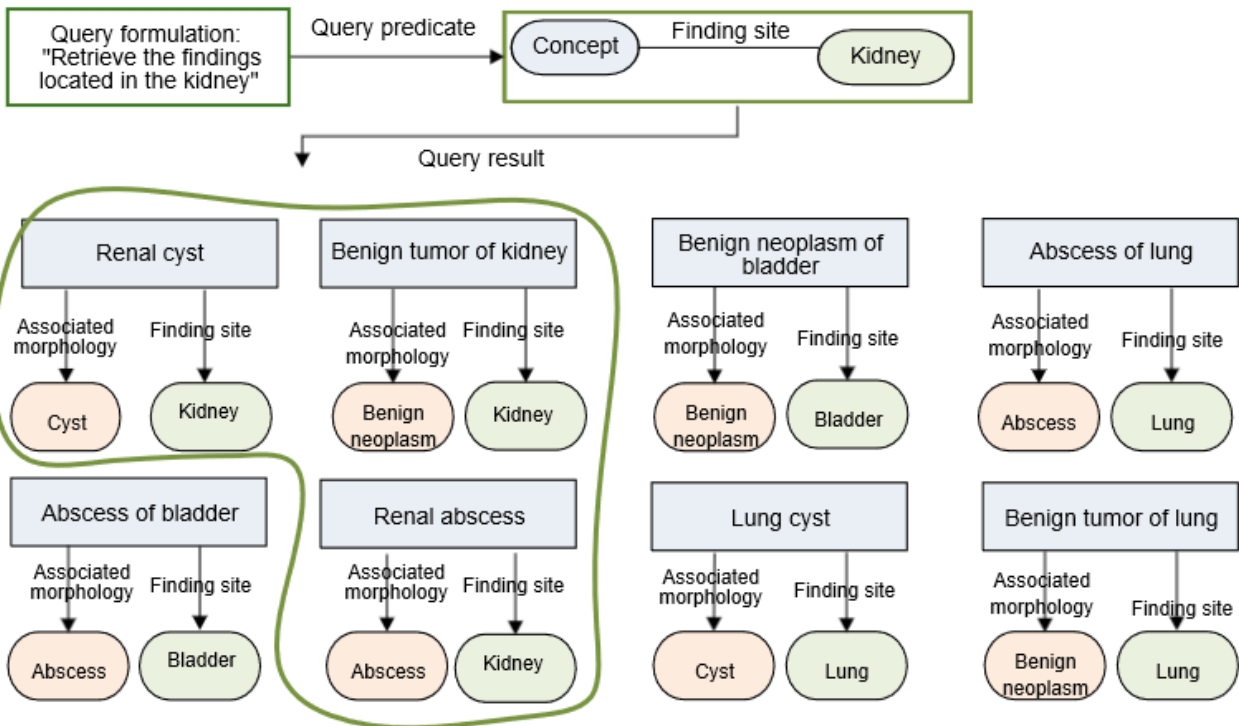 Query formulation:
"Retrieve the findings
located in the kidney"
Query predicate
Concept
Finding site
Kidney
Query result
Renal cyst
Associated
morphology
Finding site
Cyst
Kidney
Benign tumor of kidney
Associated
morphology
Finding site
Benign
neoplasm
Kidney
Benign neoplasm of
bladder
Associated
morphology
Finding site
Benign
neoplasm
Bladder
Abscess of lung
Associated
morphology
Finding site
Abscess
Lung
Abscess of bladder
Associated
morphology
Finding site
Abscess
Bladder
Renal abscess
Associated
morphology
Finding site
Abscess
Kidney
Lung cyst
Associated
morphology
Finding site
Cyst
Lung
Benign tumor of lung
Associated
morphology
Finding site
Benign
neoplasm
Lung